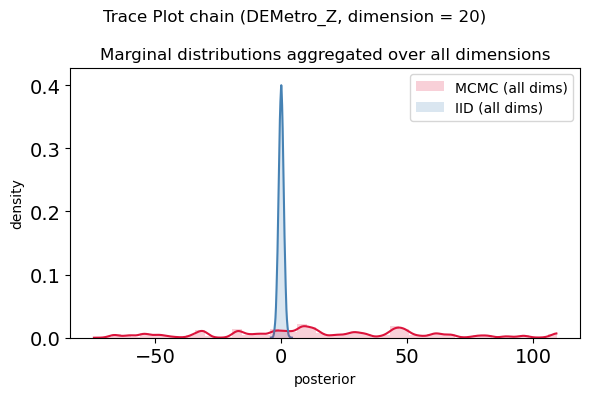 Trace Plot chain (DEMetro_Z, dimension = 20)
Marginal distributions aggregated over all dimensions
MCMC (all dims)
IID (all dims)
density
0.4
0.3
0.2
0.1
0.0
−50
0
50
100
posterior